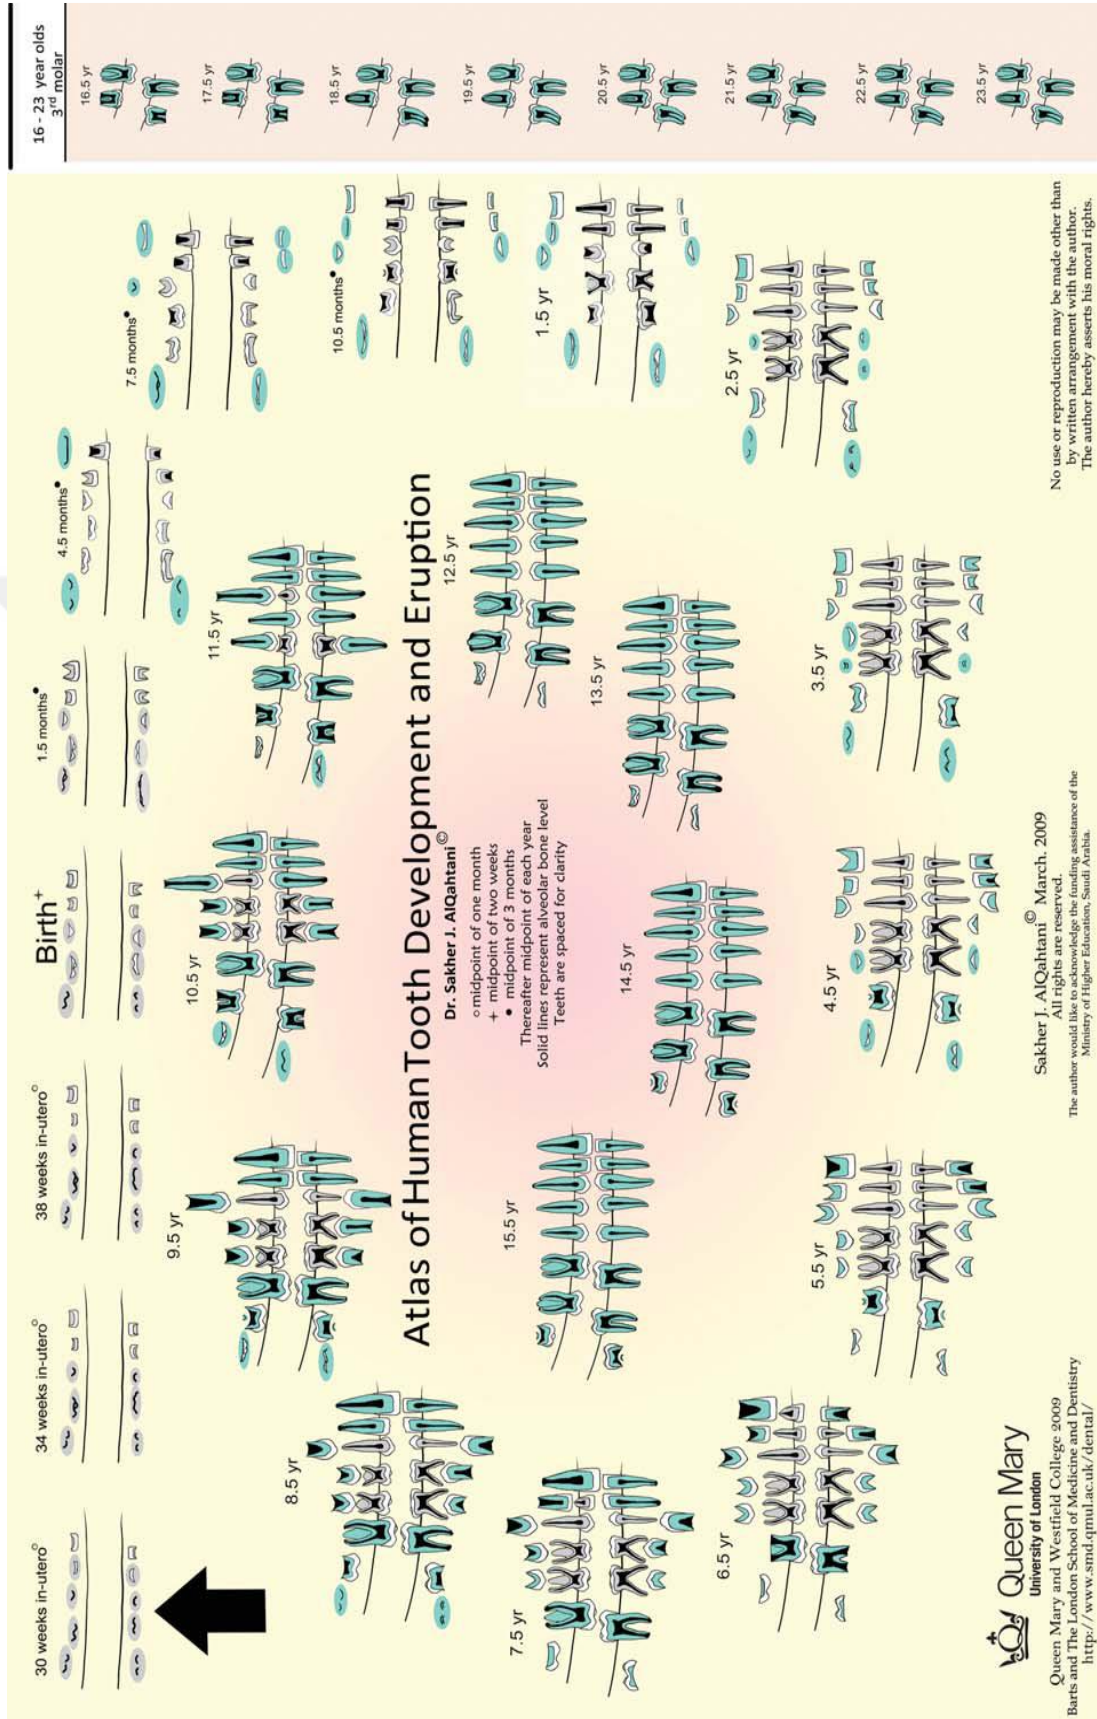 30 weeks in-utero○
34 weeks in-utero○
38 weeks in-utero○
Birth+
1.5 months●
4.5 months●
7.5 months●
10.5 months●
1.5 yr
2.5 yr
3.5 yr
4.5 yr
5.5 yr
6.5 yr
7.5 yr
8.5 yr
9.5 yr
10.5 yr
11.5 yr
12.5 yr
13.5 yr
14.5 yr
15.5 yr
Atlas of Human Tooth Development and Eruption
Dr. Sakher J. AlQahtani©
○ midpoint of one month
+ midpoint of two weeks
● midpoint of 3 months
Thereafter midpoint of each year
Solid lines represent alveolar bone level
Teeth are spaced for clarity
16 - 23 year olds
3rd molar
16.5 yr
17.5 yr
18.5 yr
19.5 yr
20.5 yr
21.5 yr
22.5 yr
23.5 yr
Queen Mary
University of London
Queen Mary and Westfield College 2009
Barts and The London School of Medicine and Dentistry
http://www.smd.qmul.ac.uk/dental/
Sakher J. AlQahtani© March. 2009
All rights are reserved.
The author would like to acknowledge the funding assistance of the
Ministry of Higher Education, Saudi Arabia.
No use or reproduction may be made other than
by written arrangement with the author.
The author hereby asserts his moral rights.